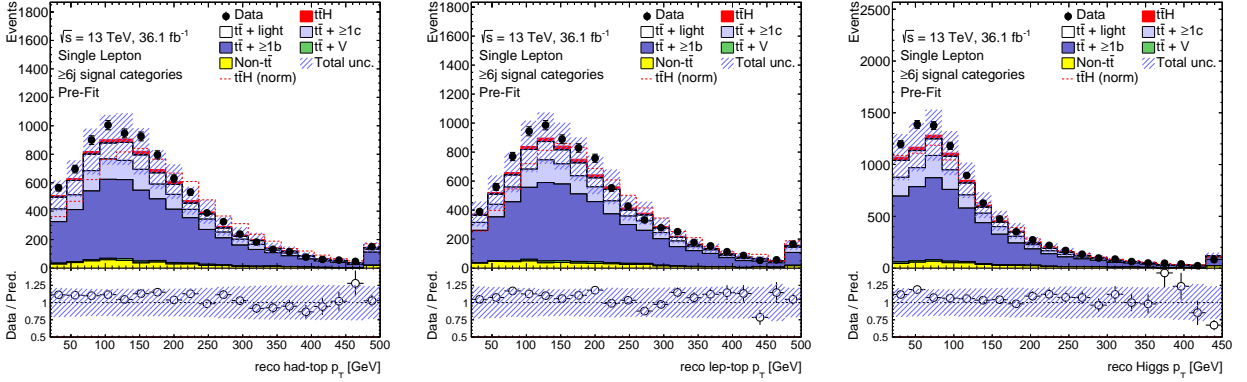 Events
1800
1600
1400
1200
1000
800
600
400
200
0
√s = 13 TeV, 36.1 fb⁻¹
Single Lepton
≥6j signal categories
Pre-Fit
Data
tt̄H
tt̄ + light
tt̄ + ≥1c
tt̄ + ≥1b
tt̄ + V
Non-tt̄
Total unc.
tt̄H (norm)
Data / Pred.
1.25
1
0.75
0.5
50 100 150 200 250 300 350 400 450 500
reco had-top p_T [GeV]
Events
1800
1600
1400
1200
1000
800
600
400
200
0
√s = 13 TeV, 36.1 fb⁻¹
Single Lepton
≥6j signal categories
Pre-Fit
Data
tt̄H
tt̄ + light
tt̄ + ≥1c
tt̄ + ≥1b
tt̄ + V
Non-tt̄
Total unc.
tt̄H (norm)
Data / Pred.
1.25
1
0.75
0.5
50 100 150 200 250 300 350 400 450 500
reco lep-top p_T [GeV]
Events
2500
2000
1500
1000
500
0
√s = 13 TeV, 36.1 fb⁻¹
Single Lepton
≥6j signal categories
Pre-Fit
Data
tt̄H
tt̄ + light
tt̄ + ≥1c
tt̄ + ≥1b
tt̄ + V
Non-tt̄
Total unc.
tt̄H (norm)
Data / Pred.
1.25
1
0.75
0.5
50 100 150 200 250 300 350 400 450
reco Higgs p_T [GeV]